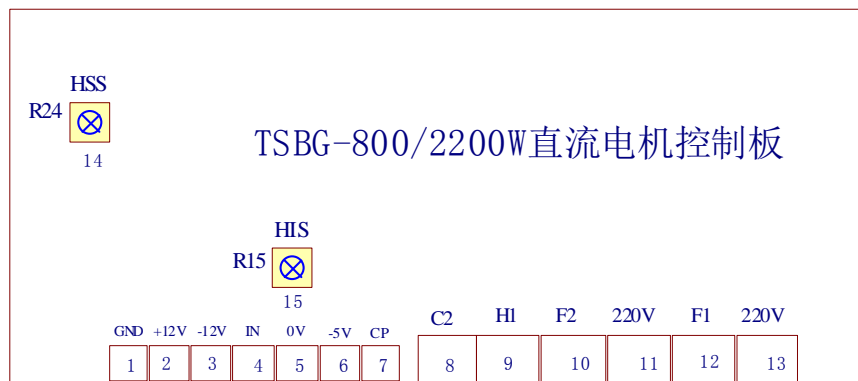 HSS
R24
14
TSBG-800/2200W直流电机控制板
HIS
R15
15
GND +12V -12V IN 0V -5V CP C2 H1 F2 220V F1 220V
1 2 3 4 5 6 7 8 9 10 11 12 13